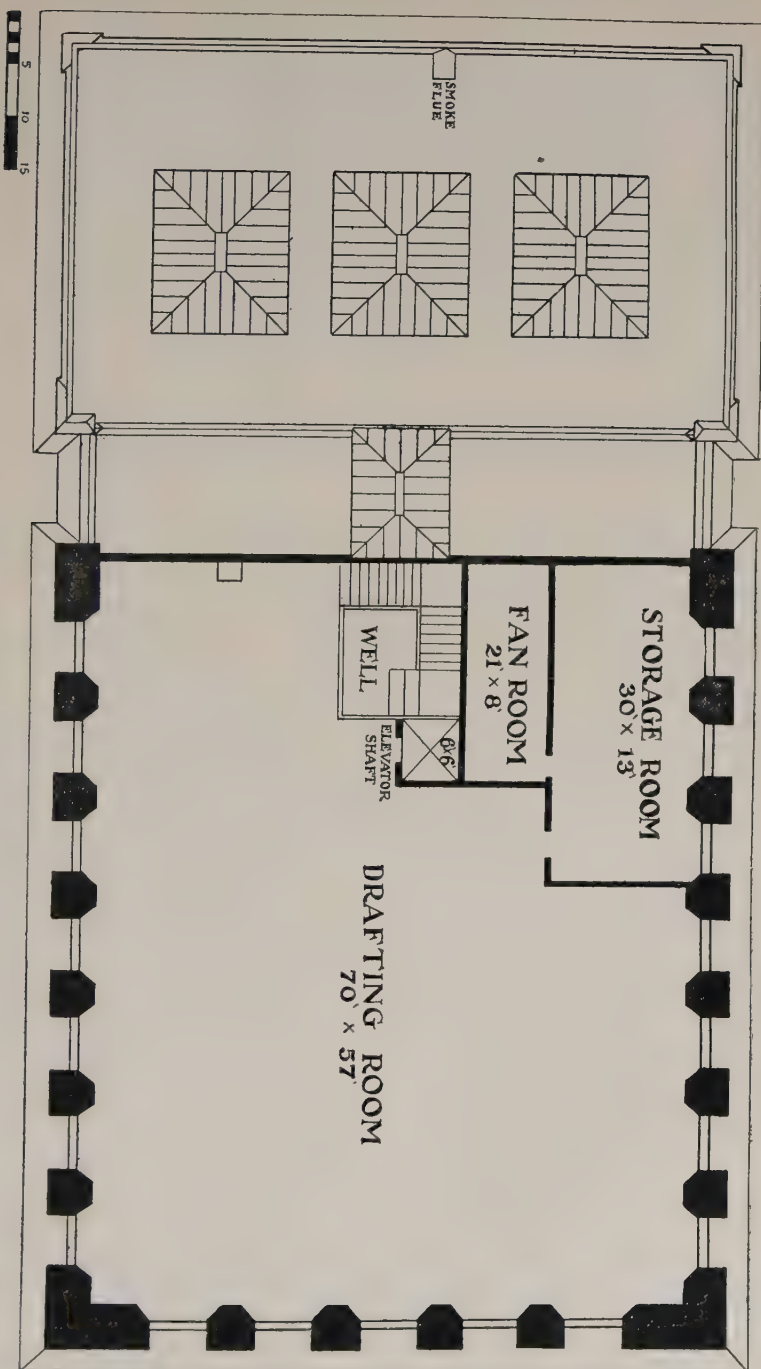 SMOKE
FLUE
5
10
15
STORAGE ROOM
30' × 13'
FAN ROOM
21' × 8'
WELL
6'×6'
ELEVATOR
SHAFT
DRAFTING ROOM
70' × 57'